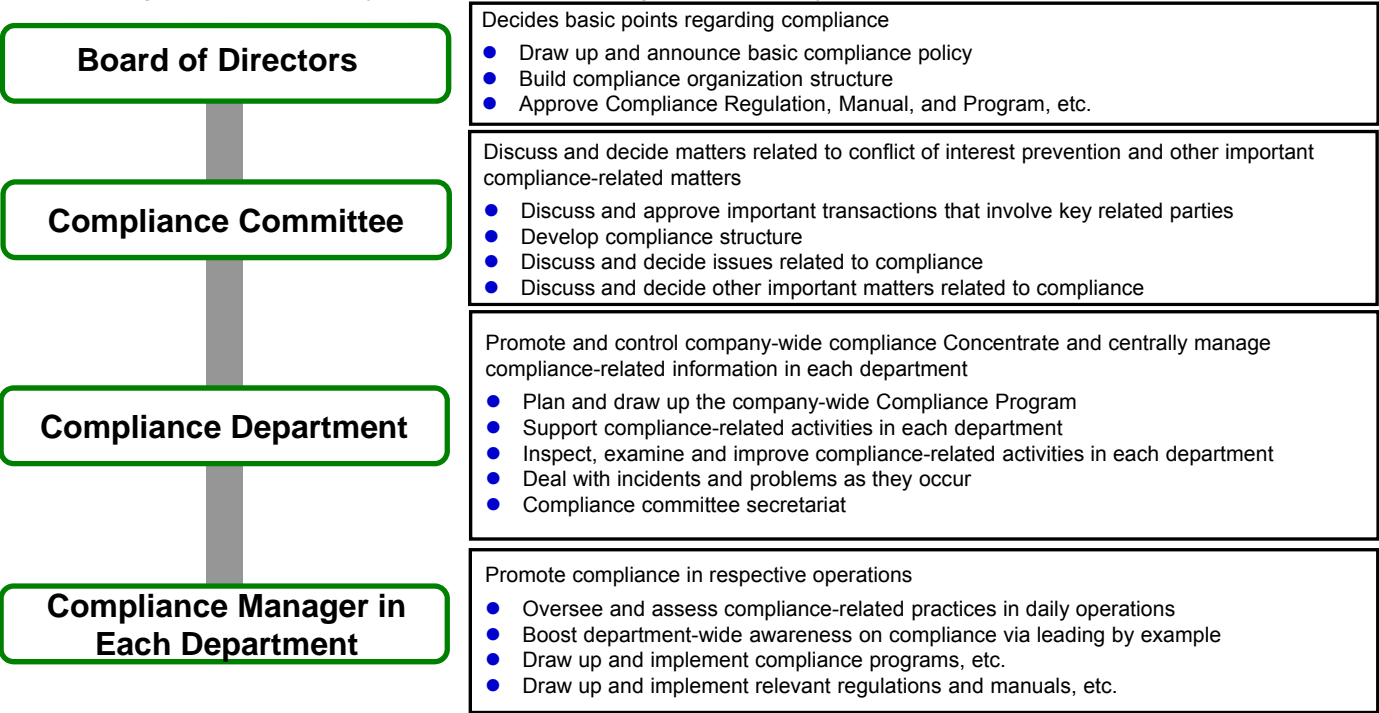 Board of Directors
Decides basic points regarding compliance
● Draw up and announce basic compliance policy
● Build compliance organization structure
● Approve Compliance Regulation, Manual, and Program, etc.
Compliance Committee
Discuss and decide matters related to conflict of interest prevention and other important
compliance-related matters
● Discuss and approve important transactions that involve key related parties
● Develop compliance structure
● Discuss and decide issues related to compliance
● Discuss and decide other important matters related to compliance
Compliance Department
Promote and control company-wide compliance Concentrate and centrally manage
compliance-related information in each department
● Plan and draw up the company-wide Compliance Program
● Support compliance-related activities in each department
● Inspect, examine and improve compliance-related activities in each department
● Deal with incidents and problems as they occur
● Compliance committee secretariat
Compliance Manager in
Each Department
Promote compliance in respective operations
● Oversee and assess compliance-related practices in daily operations
● Boost department-wide awareness on compliance via leading by example
● Draw up and implement compliance programs, etc.
● Draw up and implement relevant regulations and manuals, etc.